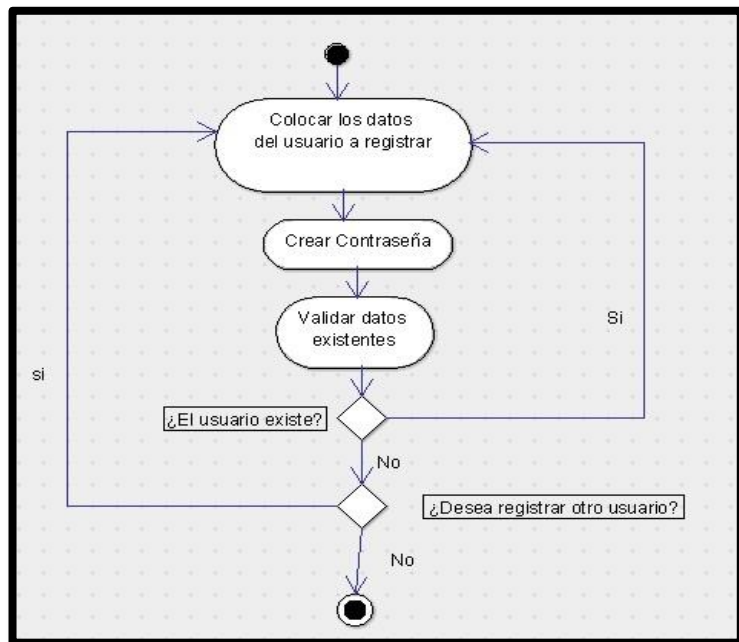 Colocar los datos
del usuario a registrar
Crear Contraseña
Validar datos
existentes
Si
si
¿El usuario existe?
No
¿Desea registrar otro usuario?
No